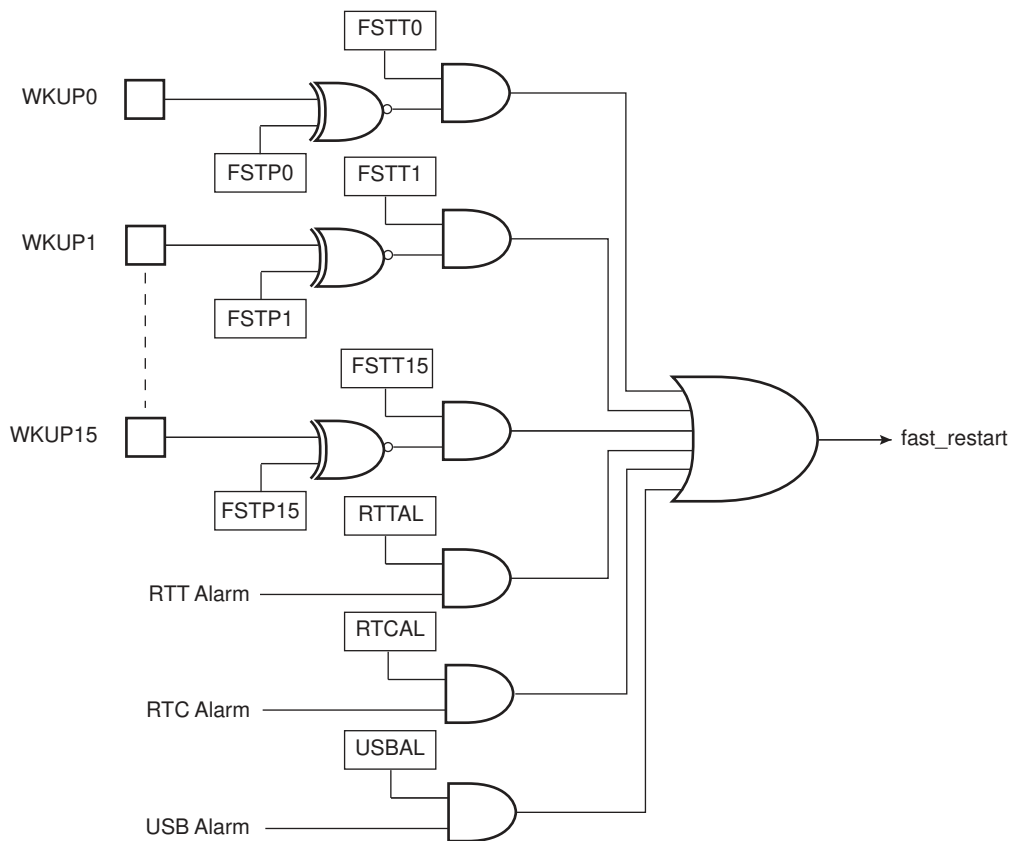 FSTT0
WKUP0
FSTP0
FSTT1
WKUP1
FSTP1
FSTT15
WKUP15
fast_restart
FSTP15
RTTAL
RTT Alarm
RTCAL
RTC Alarm
USBAL
USB Alarm